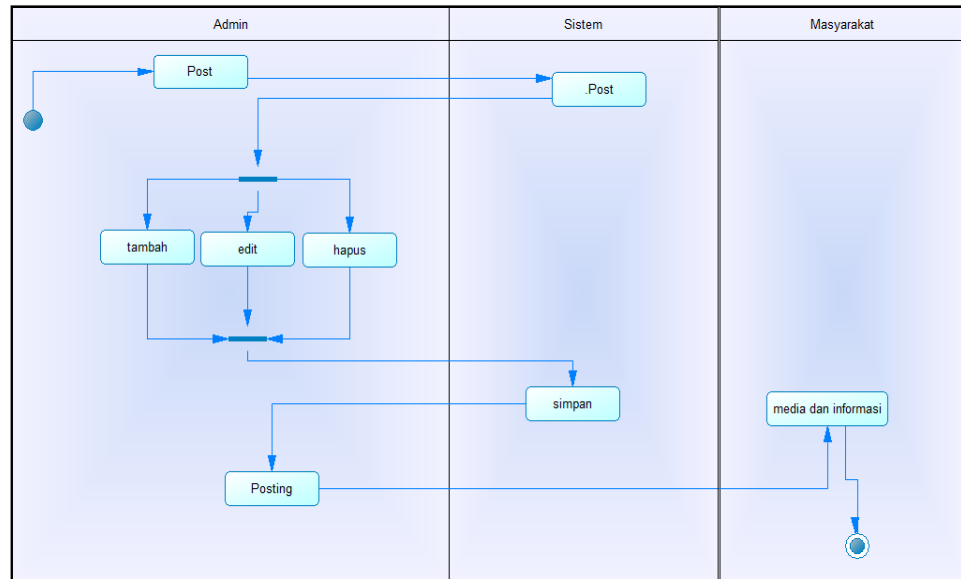 Admin
Sistem
Masyarakat
Post
.Post
tambah
edit
hapus
simpan
media dan informasi
Posting